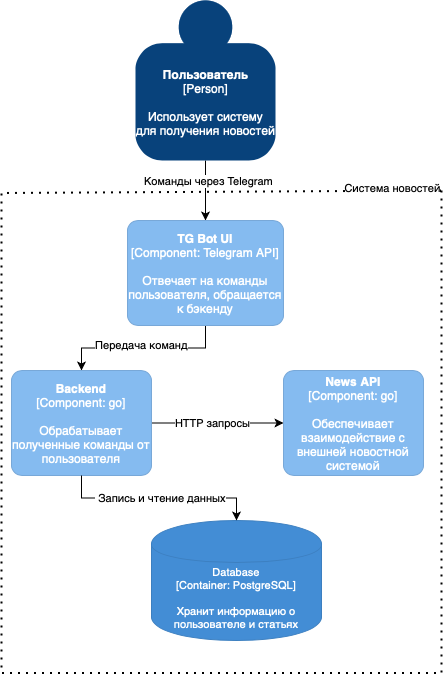 Пользователь
[Person]
Использует систему
для получения новостей
Команды через Telegram
Система новостей
TG Bot UI
[Component: Telegram API]
Отвечает на команды
пользователя, обращается
к бэкенду
Передача команд
Backend
[Component: go]
Обрабатывает
полученные команды от
пользователя
HTTP запросы
News API
[Component: go]
Обеспечивает
взаимодействие с
внешней новостной
системой
Запись и чтение данных
Database
[Container: PostgreSQL]
Хранит информацию о
пользователе и статьях